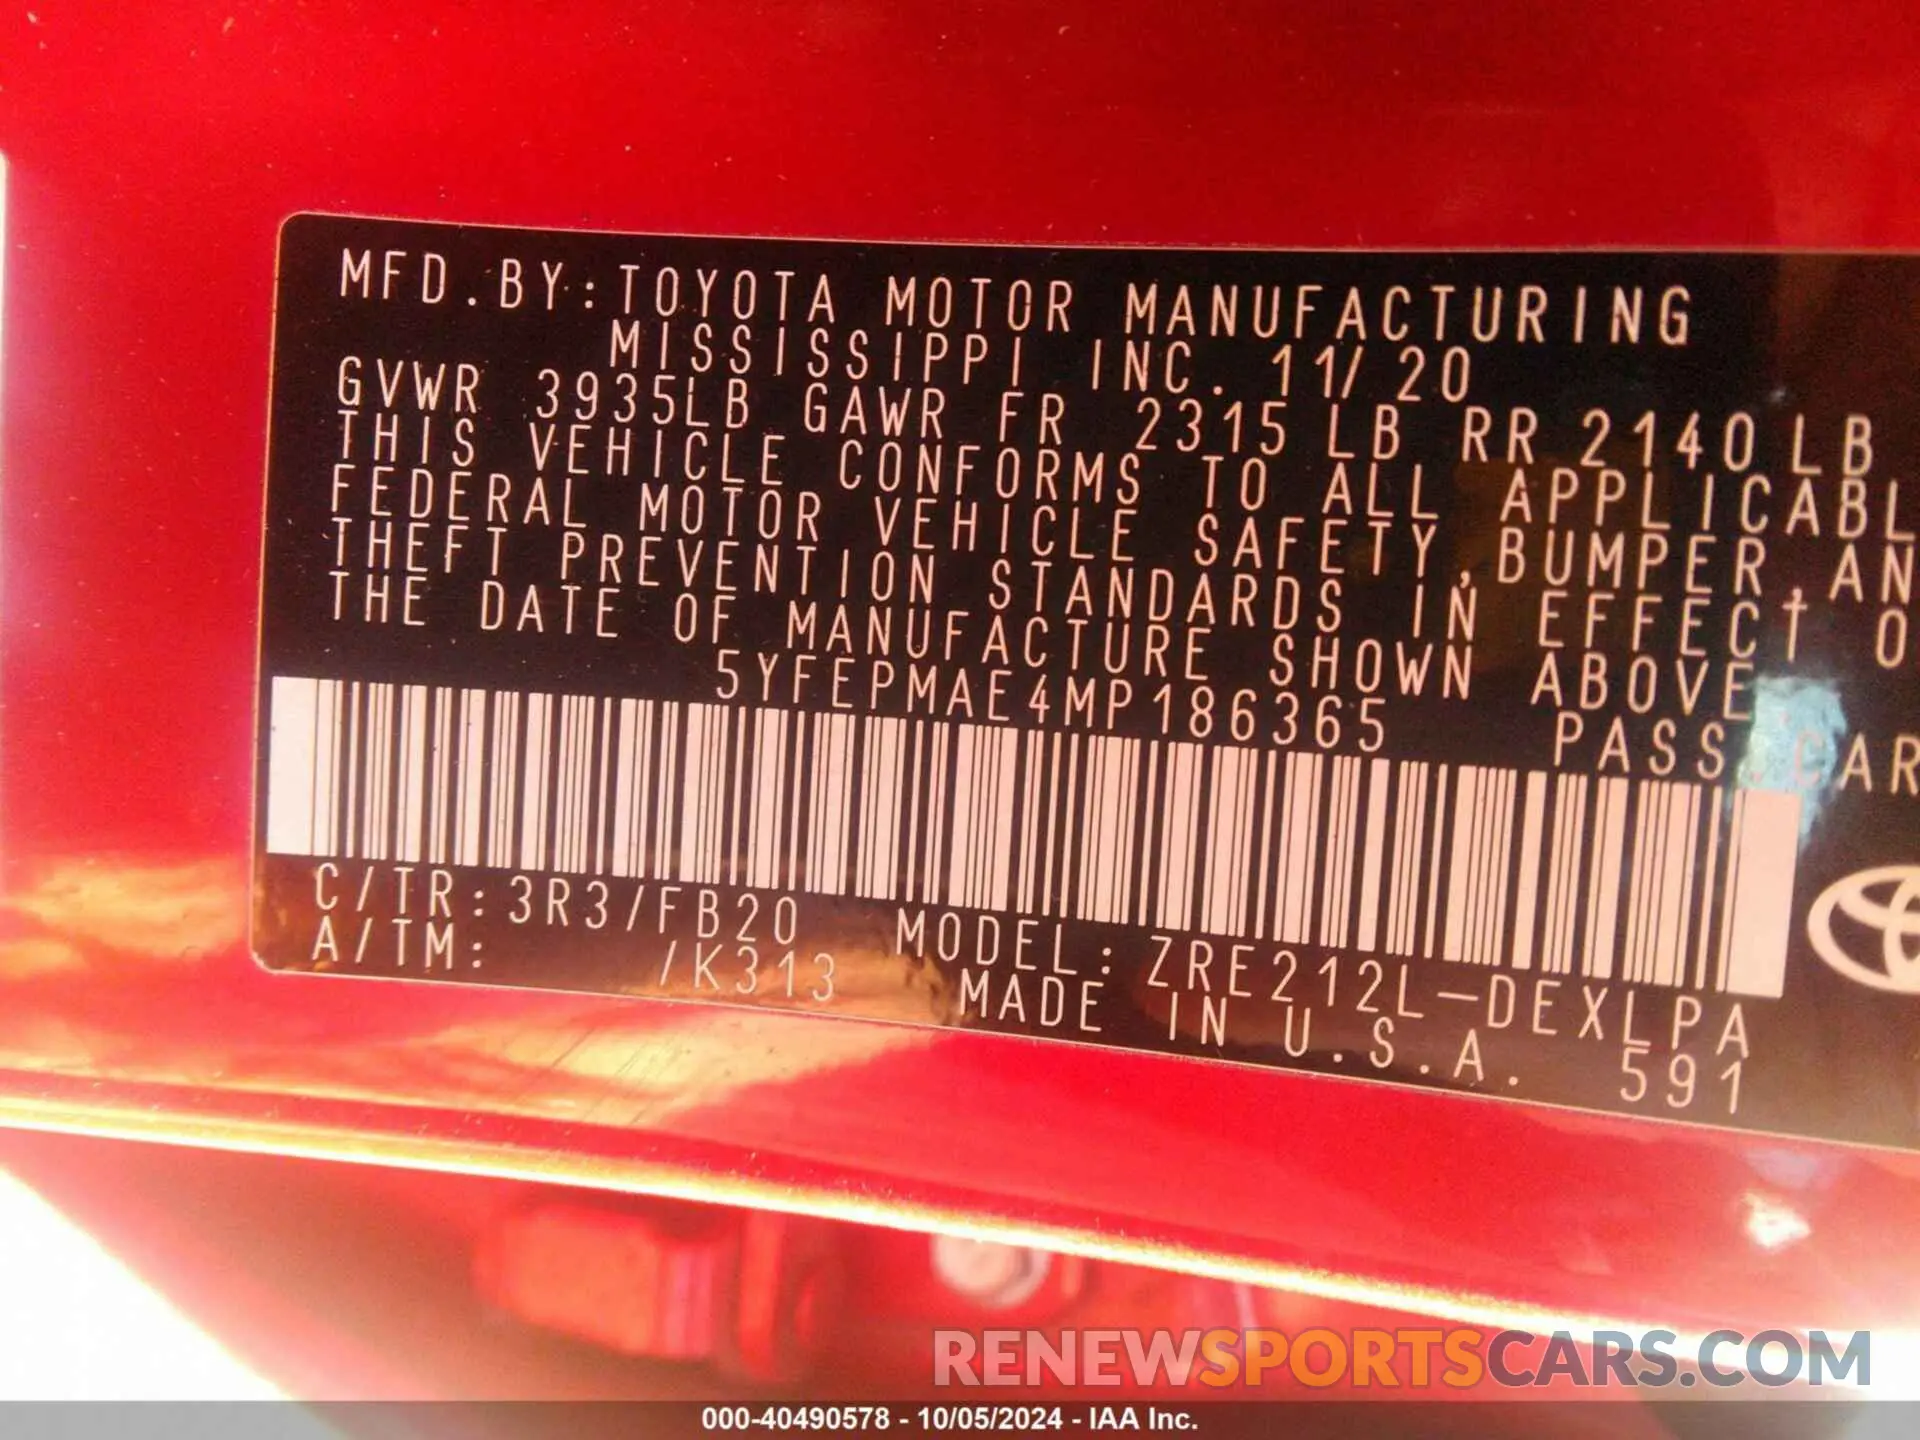 MFD.BY:TOYOTA MOTOR MANUFACTURING
MISSISSIPPI INC. 11/20
GVWR 3935LB GAWR FR 2315LB RR 2140LB
THIS VEHICLE CONFORMS TO ALL APPLICABL
FEDERAL MOTOR VEHICLE SAFETY,BUMPER,AN
THEFT PREVENTION STANDARDS IN EFFECT O
THE DATE OF MANUFACTURE SHOWN ABOVE
5YFEPMAE4MP186365 PASS.CAR
C/TR:3R3/FB20 MODEL:ZRE212L-DEXLPA
A/TM: /K313 MADE IN U.S.A. 591
RENEWSPORTSCARS.COM
000-40490578 - 10/05/2024 - IAA Inc.